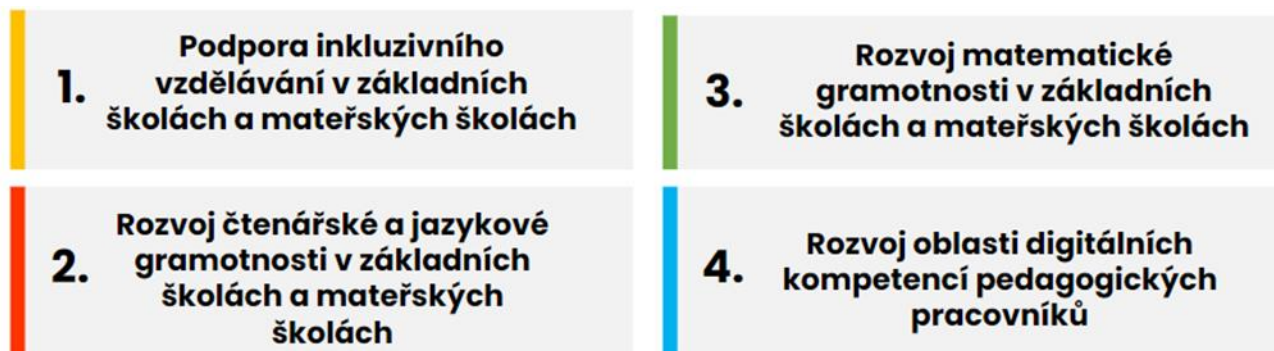 1.
Podpora inkluzivního
vzdělávání v základních
školách a mateřských školách
2.
Rozvoj čtenářské a jazykové
gramotnosti v základních
školách a mateřských
školách
3.
Rozvoj matematické
gramotnosti v základních
školách a mateřských školách
4.
Rozvoj oblasti digitálních
kompetencí pedagogických
pracovníků